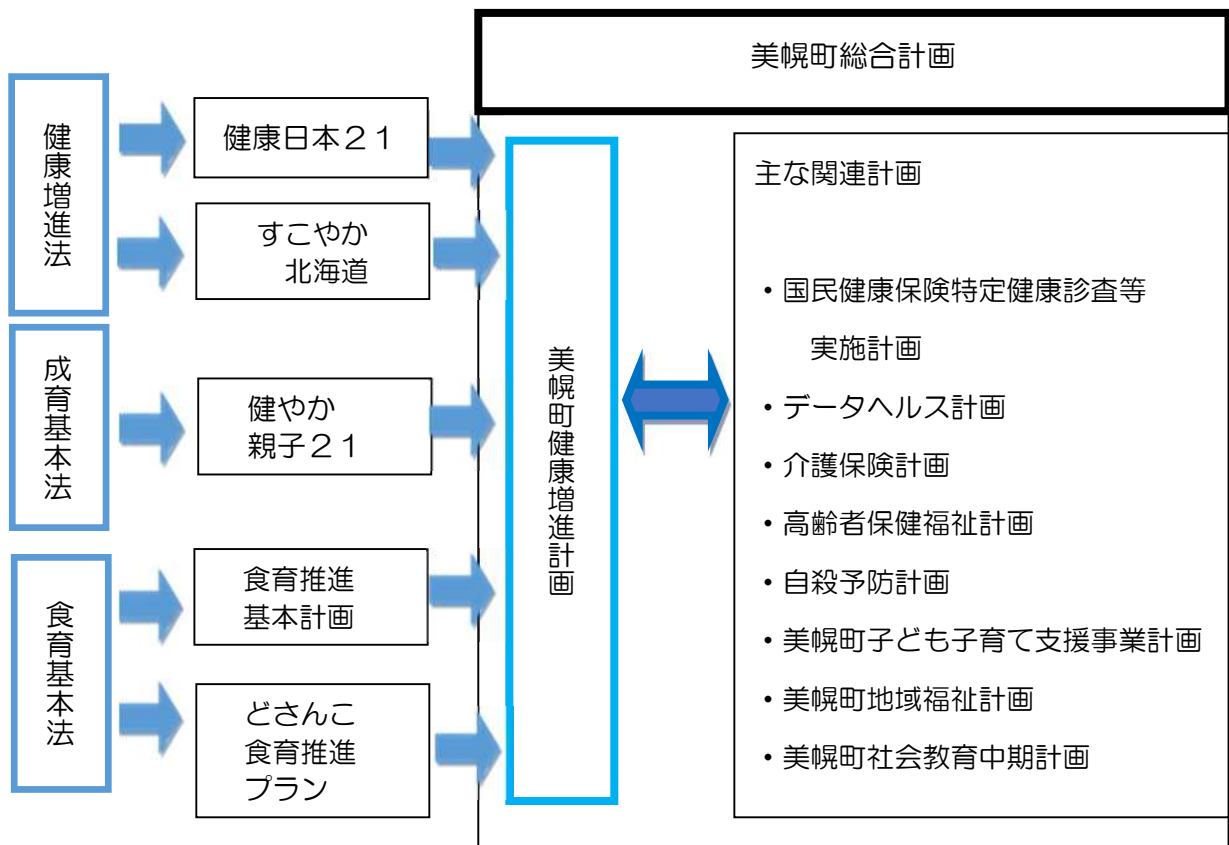 美幌町総合計画
健康増進法
健康日本２１
すこやか
北海道
成育基本法
健やか
親子２１
食育基本法
食育推進
基本計画
どさんこ
食育推進
プラン
美幌町健康増進計画
主な関連計画
・国民健康保険特定健康診査等
実施計画
・データヘルス計画
・介護保険計画
・高齢者保健福祉計画
・自殺予防計画
・美幌町子ども子育て支援事業計画
・美幌町地域福祉計画
・美幌町社会教育中期計画